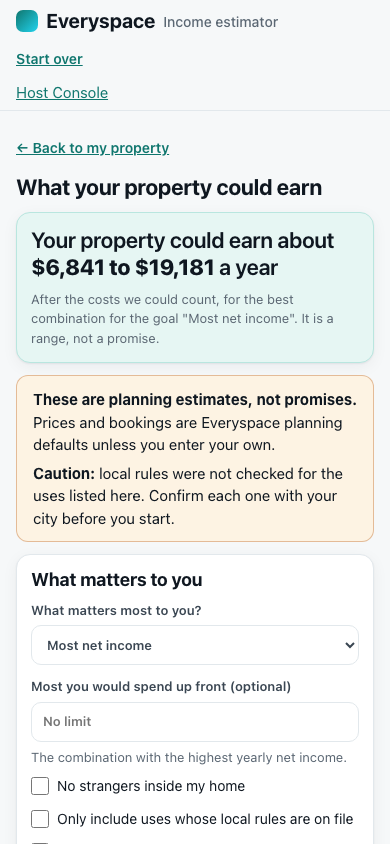 Everyspace Income estimator
Start over
Host Console
← Back to my property
What your property could earn
Your property could earn about
$6,841 to $19,181 a year
After the costs we could count, for the best
combination for the goal "Most net income". It is a
range, not a promise.
These are planning estimates, not promises.
Prices and bookings are Everyspace planning
defaults unless you enter your own.
Caution: local rules were not checked for the
uses listed here. Confirm each one with your
city before you start.
What matters to you
What matters most to you?
Most net income
Most you would spend up front (optional)
No limit
The combination with the highest yearly net income.
No strangers inside my home
Only include uses whose local rules are on file